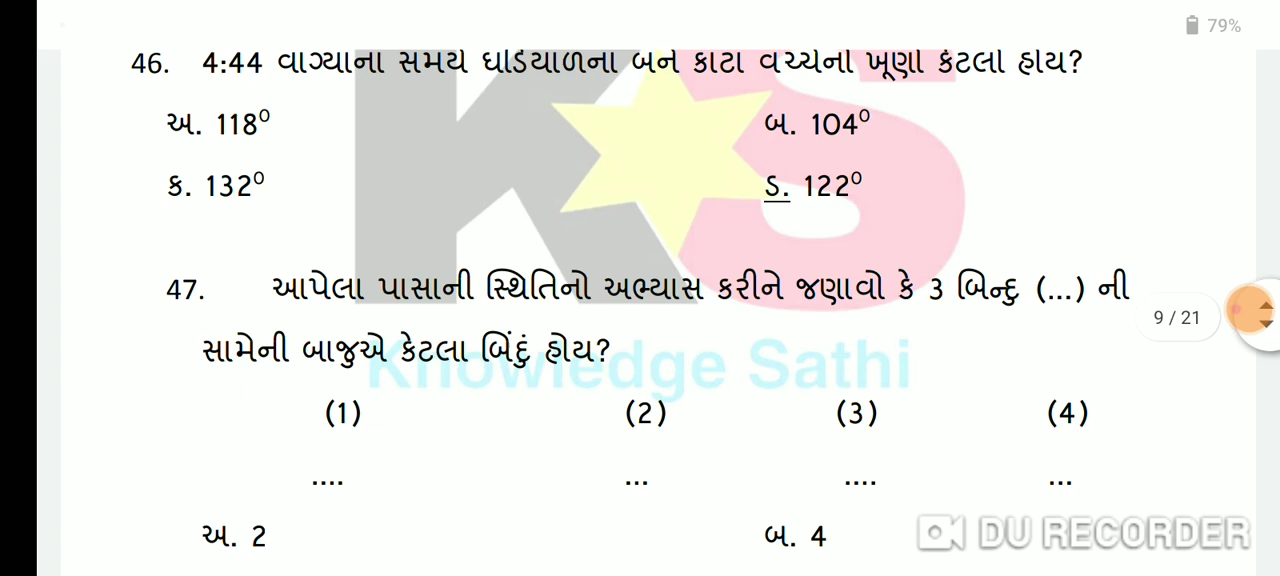 79%
46. 4:44 વાગ્યાના સમયે ઘડિયાળના બંને કાંટા વચ્ચેનો ખૂણો કેટલો હોય?
અ. 118⁰ બ. 104⁰
ક. 132⁰ ડ. 122⁰
47. આપેલા પાસાની સ્થિતિનો અભ્યાસ કરીને જણાવો કે 3 બિન્દુ (...) ની
9 / 21
સામેની બાજુએ કેટલા બિંદું હોય?
Knowledge Sathi
(1) (2) (3) (4)
.... ... .... ...
અ. 2 બ. 4
DU RECORDER
KS